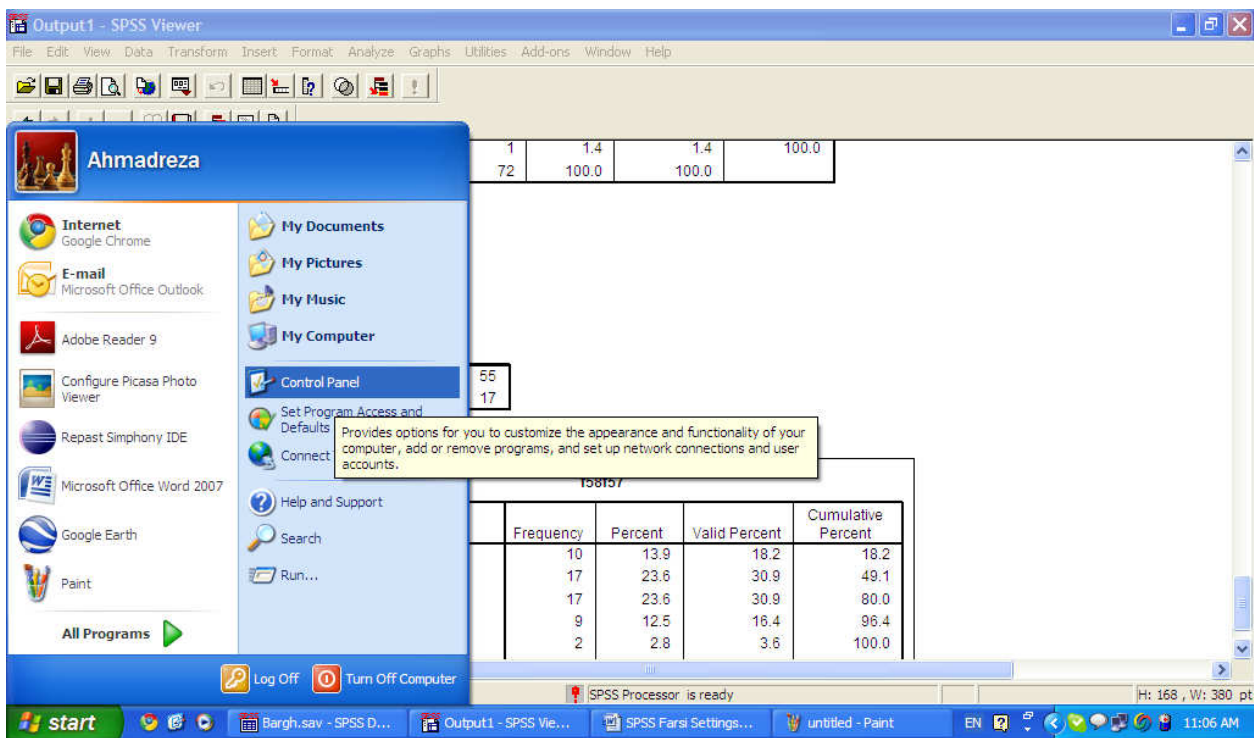 Output1 - SPSS Viewer
File Edit View Data Transform Insert Format Analyze Graphs Utilities Add-ons Window Help
Ahmadreza
Internet
Google Chrome
E-mail
Microsoft Office Outlook
Adobe Reader 9
Configure Picasa Photo Viewer
Repast Simphony IDE
Microsoft Office Word 2007
Google Earth
Paint
All Programs
My Documents
My Pictures
My Music
My Computer
Control Panel
Set Program Access and Defaults
Connect
Help and Support
Search
Run...
Provides options for you to customize the appearance and functionality of your
computer, add or remove programs, and set up network connections and user
accounts.
Log Off Turn Off Computer
1 1.4 1.4 100.0
72 100.0 100.0
55
17
f58f57
Frequency Percent Valid Percent Cumulative Percent
10 13.9 18.2 18.2
17 23.6 30.9 49.1
17 23.6 30.9 80.0
9 12.5 16.4 96.4
2 2.8 3.6 100.0
SPSS Processor is ready
H: 168 , W: 380 pt
start Bargh.sav - SPSS D... Output1 - SPSS Vie... SPSS Farsi Settings... untitled - Paint EN 11:06 AM